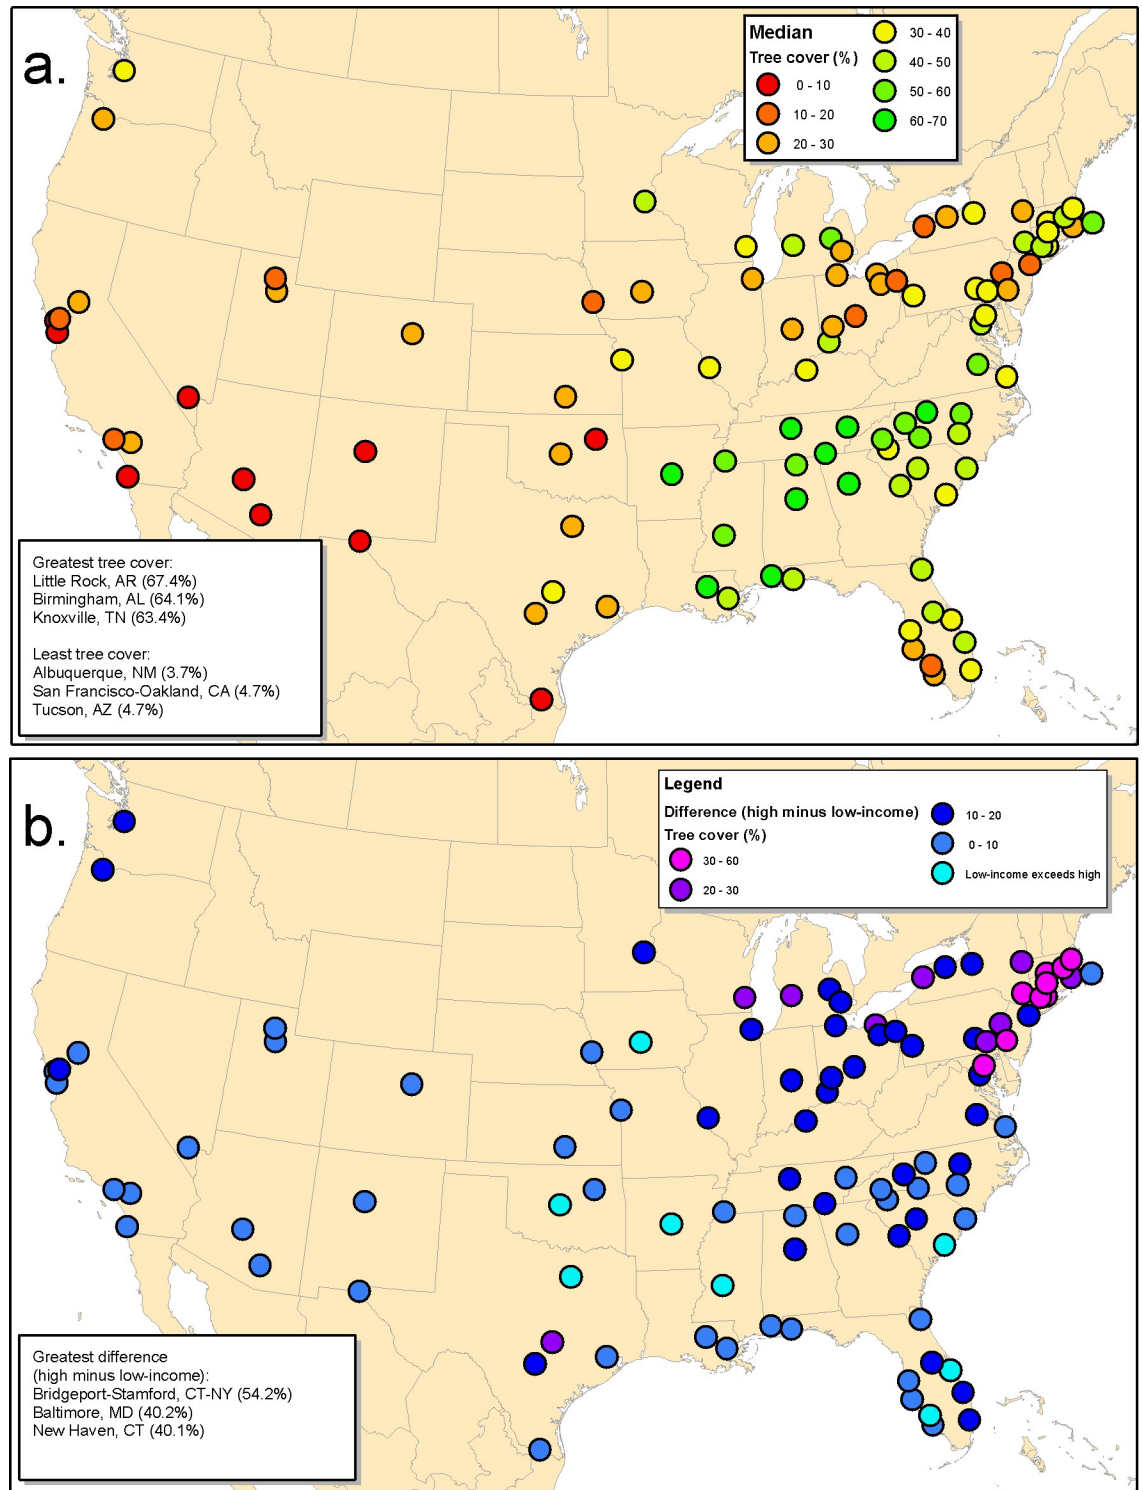 a.
Median
Tree cover (%)
0 - 10
10 - 20
20 - 30
30 - 40
40 - 50
50 - 60
60 -70
Greatest tree cover:
Little Rock, AR (67.4%)
Birmingham, AL (64.1%)
Knoxville, TN (63.4%)
Least tree cover:
Albuquerque, NM (3.7%)
San Francisco-Oakland, CA (4.7%)
Tucson, AZ (4.7%)
b.
Legend
Difference (high minus low-income)
Tree cover (%)
30 - 60
20 - 30
10 - 20
0 - 10
Low-income exceeds high
Greatest difference
(high minus low-income):
Bridgeport-Stamford, CT-NY (54.2%)
Baltimore, MD (40.2%)
New Haven, CT (40.1%)